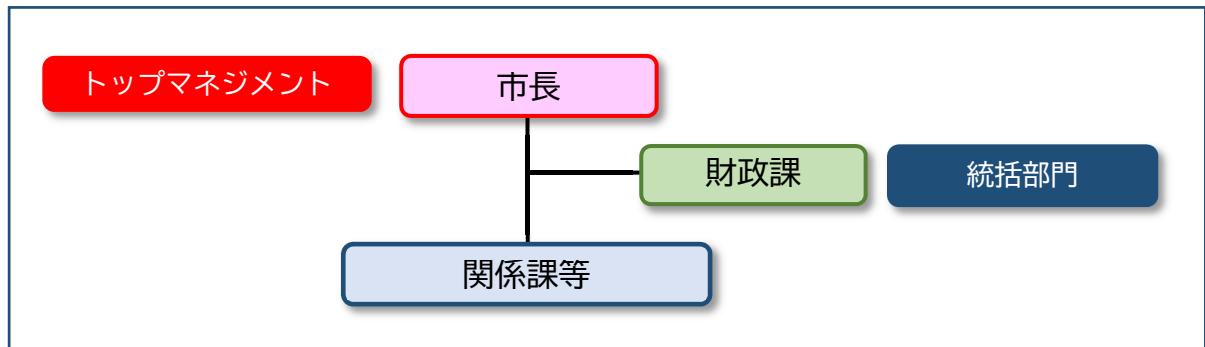 トップマネジメント
市長
財政課
統括部門
関係課等